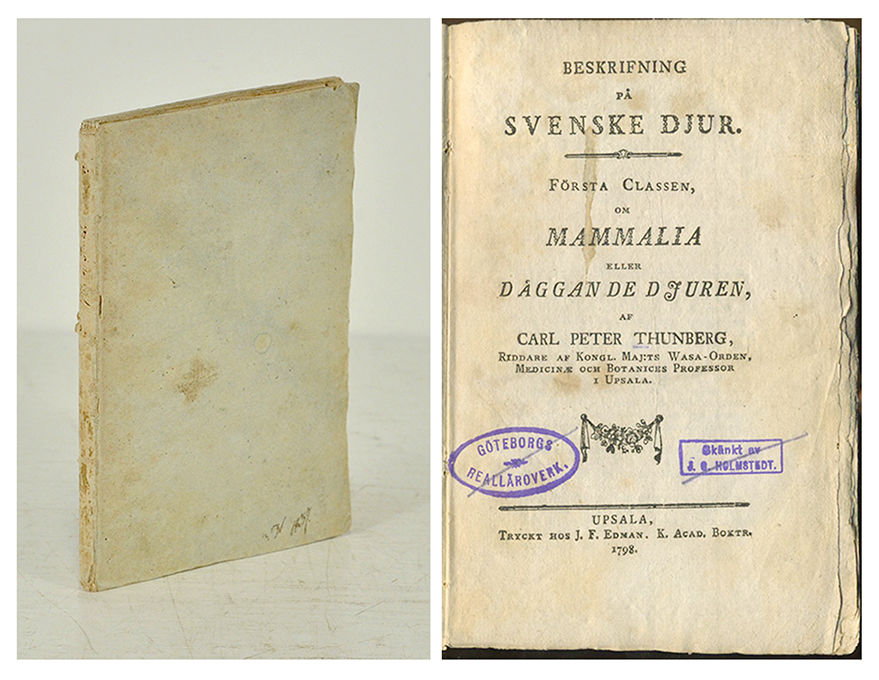 BESKRIFNING
PÅ
SVENSKE DJUR.
FÖRSTA CLASSEN,
OM
MAMMALIA
ELLER
DÄGGANDE DJUREN,
AF
CARL PETER THUNBERG,
RIDDARE AF KONGL. MAJ:TS WASA-ORDEN,
MEDICINÆ OCH BOTANICES PROFESSOR
I UPSALA.
GÖTEBORGS
REALLÄROVERK.
Skänkt av
J. G. HOLMSTEDT.
UPSALA,
TRYCKT HOS J. F. EDMAN. K. ACAD. BOKTR.
1798.